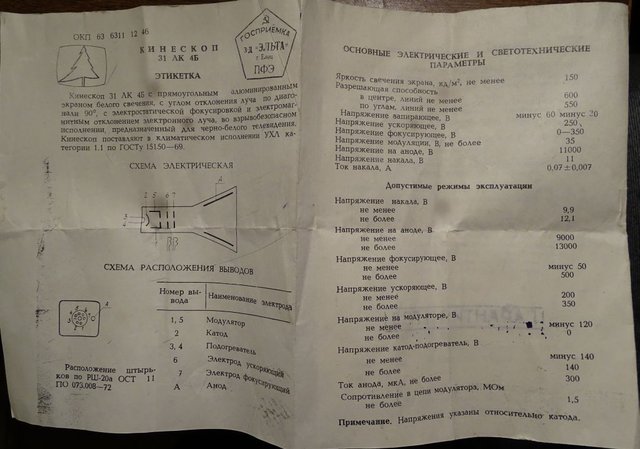 ОКП 63 6311 12 46
ГОСПРИЕМКА
з-д "ЭЛЬТА"
г Елец
ПФЭ
КИНЕСКОП
31 ЛК 4Б
ЭТИКЕТКА
Кинескоп 31 ЛК 4Б с прямоугольным алюминированным
экраном белого свечения, с углом отклонения луча по диаго-
нали 90°, с электростатической фокусировкой и электромаг-
нитным отклонением электронного луча, во взрывобезопасном
исполнении, предназначенный для черно-белого телевидения.
Кинескоп поставляют в климатическом исполнении УХЛ ка-
тегории 1.1 по ГОСТу 15150—69.
СХЕМА ЭЛЕКТРИЧЕСКАЯ
A
2 5 6 7
3
4
СХЕМА РАСПОЛОЖЕНИЯ ВЫВОДОВ
Номер вы-
вода
Наименование электрода
1, 5 Модулятор
2 Катод
3, 4 Подогреватель
6 Электрод ускоряющий
7 Электрод фокусирующий
А Анод
Расположение штырь-
ков по РШ-20а ОСТ 11
ПО 073.008—72
ОСНОВНЫЕ ЭЛЕКТРИЧЕСКИЕ И СВЕТОТЕХНИЧЕСКИЕ
ПАРАМЕТРЫ
Яркость свечения экрана, кд/м², не менее 150
Разрешающая способность
в центре, линий не менее 600
по углам, линий не менее 550
Напряжение запирающее, В минус 60 минус 20
Напряжение ускоряющее, В 250
Напряжение фокусирующее, В 0—350
Напряжение модуляции, В, не более 35
Напряжение на аноде, В 11000
Напряжение накала, В 11
Ток накала, А 0,07±0,007
Допустимые режимы эксплуатации
Напряжение накала, В
не менее 9,9
не более 12,1
Напряжение на аноде, В
не менее 9000
не более 13000
Напряжение фокусирующее, В
не менее минус 50
не более 500
Напряжение ускоряющее, В
не менее 200
не более 350
Напряжение на модуляторе, В
не менее минус 120
не более 0
Напряжение катод-подогреватель, В
не менее минус 140
не более 140
Ток анода, мкА, не более 300
Сопротивление в цепи модулятора, МОм
не более 1,5
Примечание. Напряжения указаны относительно катода.